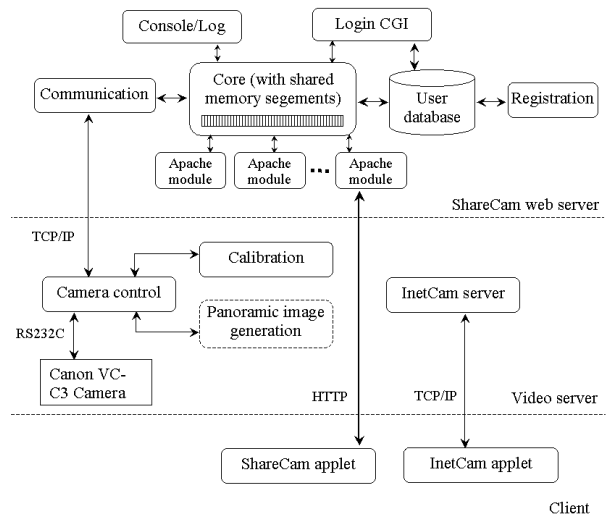 Console/Log
Login CGI
Communication
Core (with shared
memory segements)
User
database
Registration
Apache
module
Apache
module
...
Apache
module
ShareCam web server
TCP/IP
Calibration
Camera control
InetCam server
Panoramic image
generation
RS232C
Canon VC-
C3 Camera
HTTP
TCP/IP
Video server
ShareCam applet
InetCam applet
Client